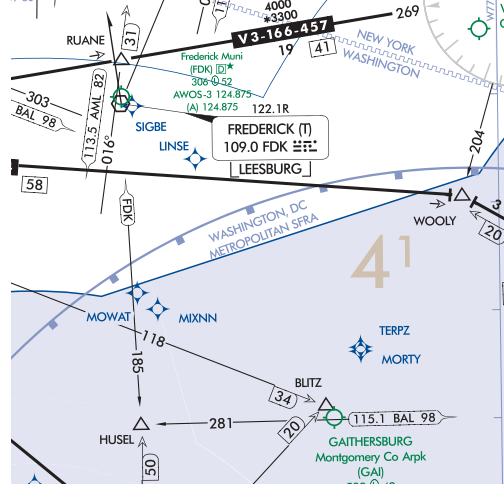 4000
*3300
269
V3-166-457
19
41
NEW YORK
WASHINGTON
W77
RUANE
31
Frederick Muni
(FDK) D★
306 L 52
AWOS-3 124.875
(A) 124.875
122.1R
303
BAL 98
113.5 AML 82
016°
SIGBE
LINSE
FREDERICK (T)
109.0 FDK
LEESBURG
204
58
FDK
WASHINGTON, DC
METROPOLITAN SFRA
WOOLY
3
20
4¹
MOWAT
MIXNN
118
TERPZ
MORTY
185
BLITZ
34
281
20
115.1 BAL 98
HUSEL
50
GAITHERSBURG
Montgomery Co Arpk
(GAI)